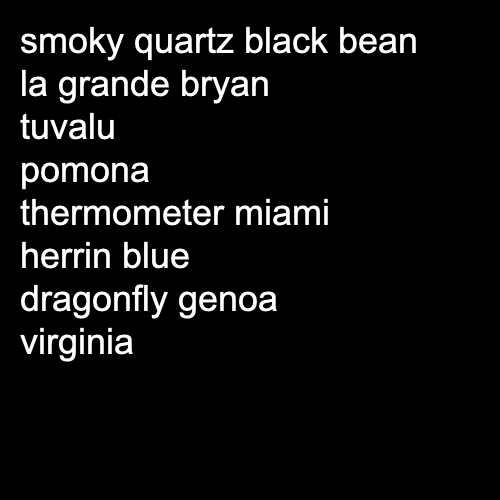 smoky quartz black bean
la grande bryan
tuvalu
pomona
thermometer miami
herrin blue
dragonfly genoa
virginia